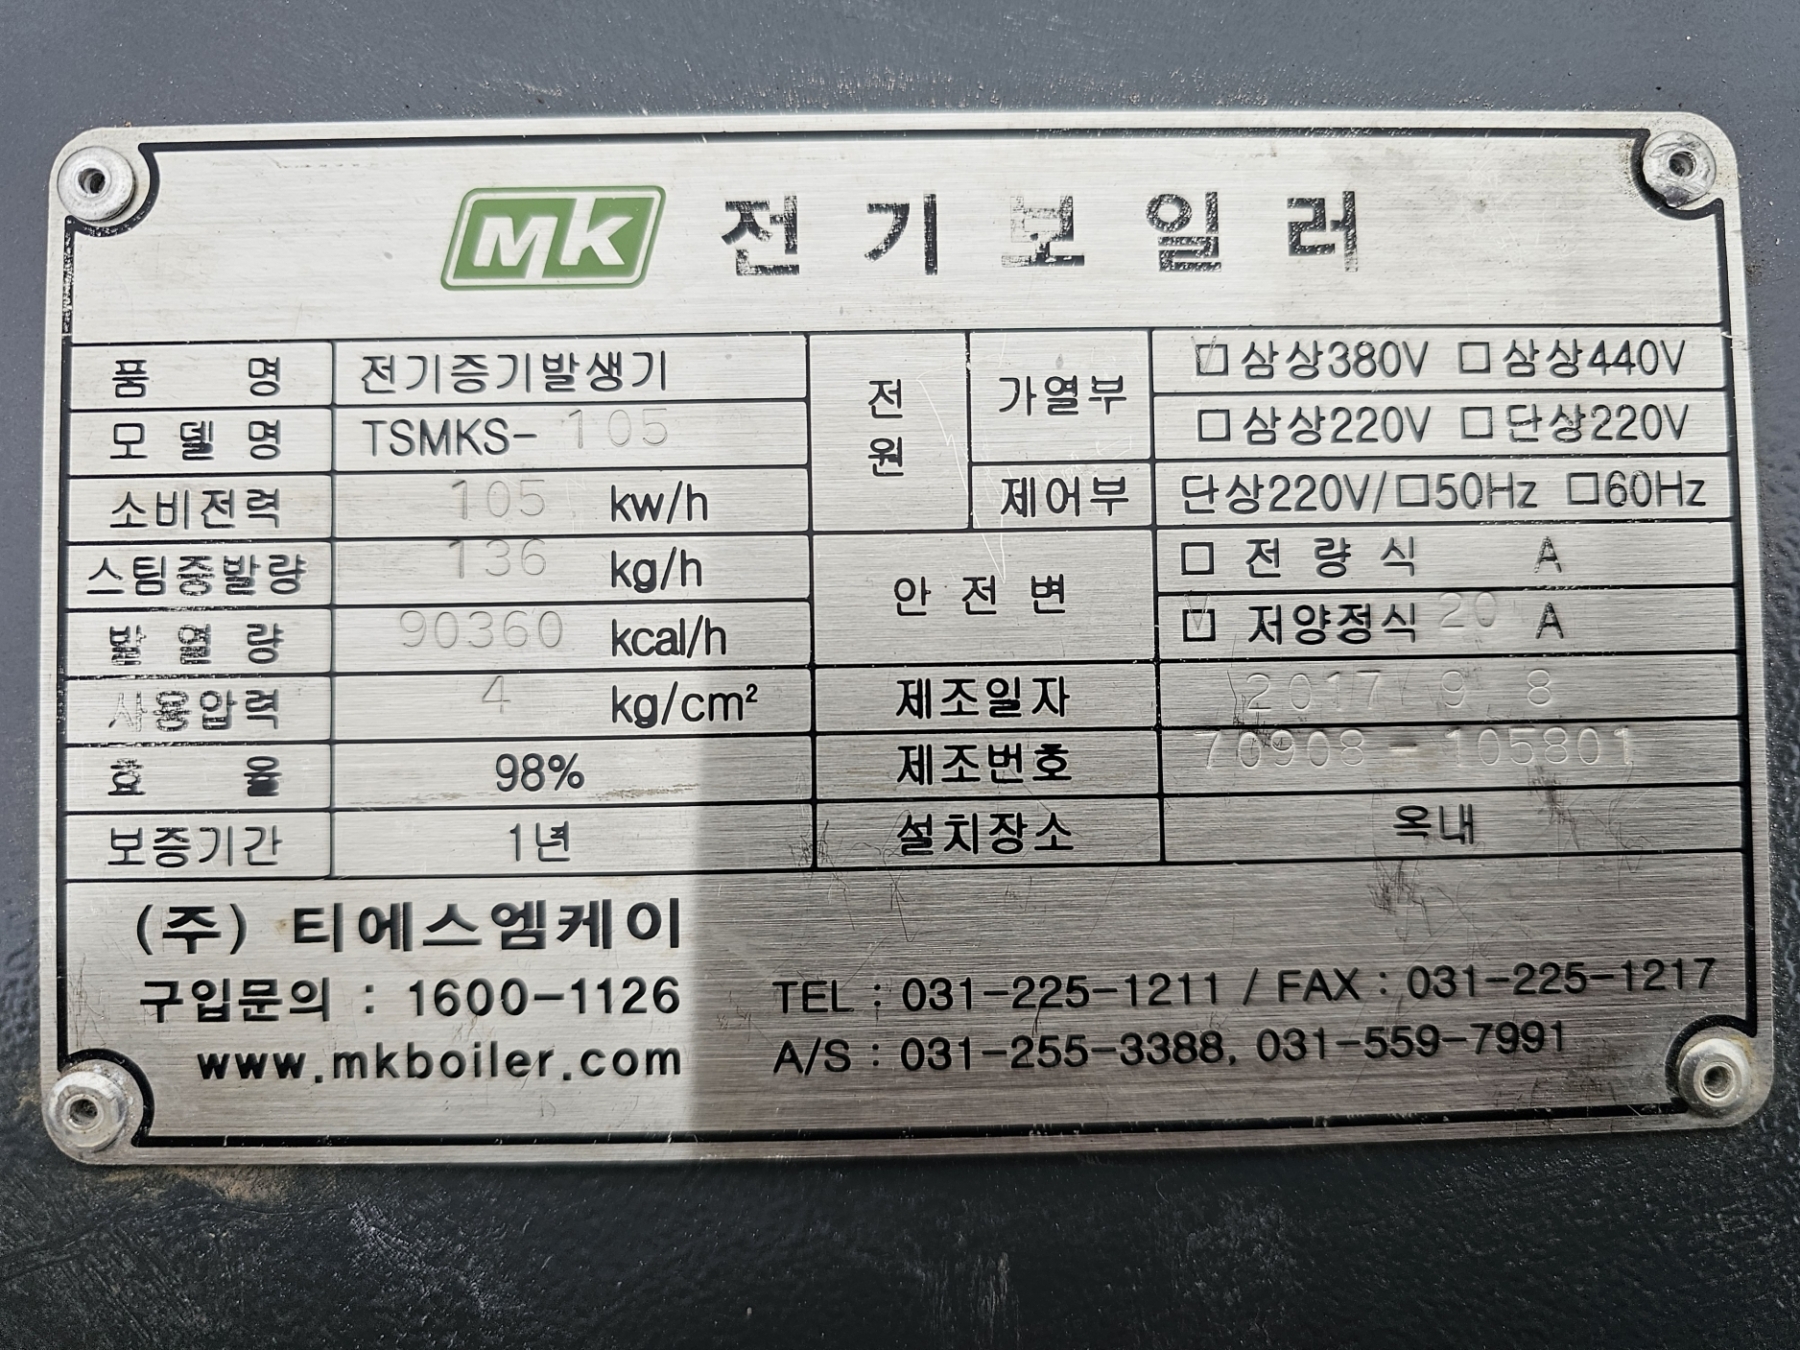 MK 전기보일러
품명 전기증기발생기
모델명 TSMKS- 105
소비전력 105 kw/h
스팀증발량 136 kg/h
발열량 90360 kcal/h
사용압력 4 kg/cm²
효율 98%
보증기간 1년
전원 가열부 ☑삼상380V □삼상440V
□삼상220V □단상220V
제어부 단상220V/□50Hz □60Hz
안전변 □ 전량식 A
☑ 저양정식 20 A
제조일자 2017 9 8
제조번호 70908-105801
설치장소 옥내
(주) 티에스엠케이
구입문의 : 1600-1126 TEL : 031-225-1211 / FAX : 031-225-1217
www.mkboiler.com A/S : 031-255-3388, 031-559-7991